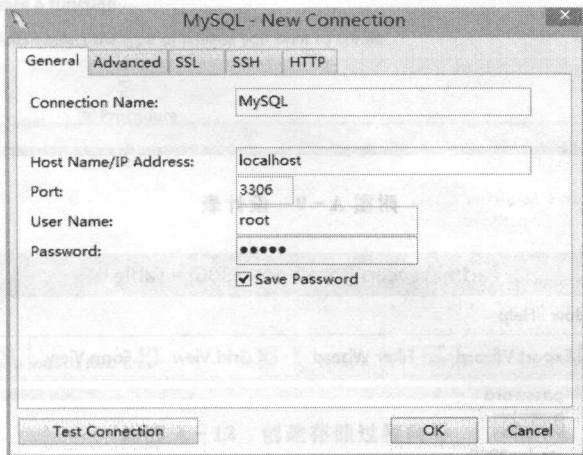 MySQL - New Connection
General Advanced SSL SSH HTTP
Connection Name: MySQL
Host Name/IP Address: localhost
Port: 3306
User Name: root
Password: •••••
Save Password
Test Connection OK Cancel